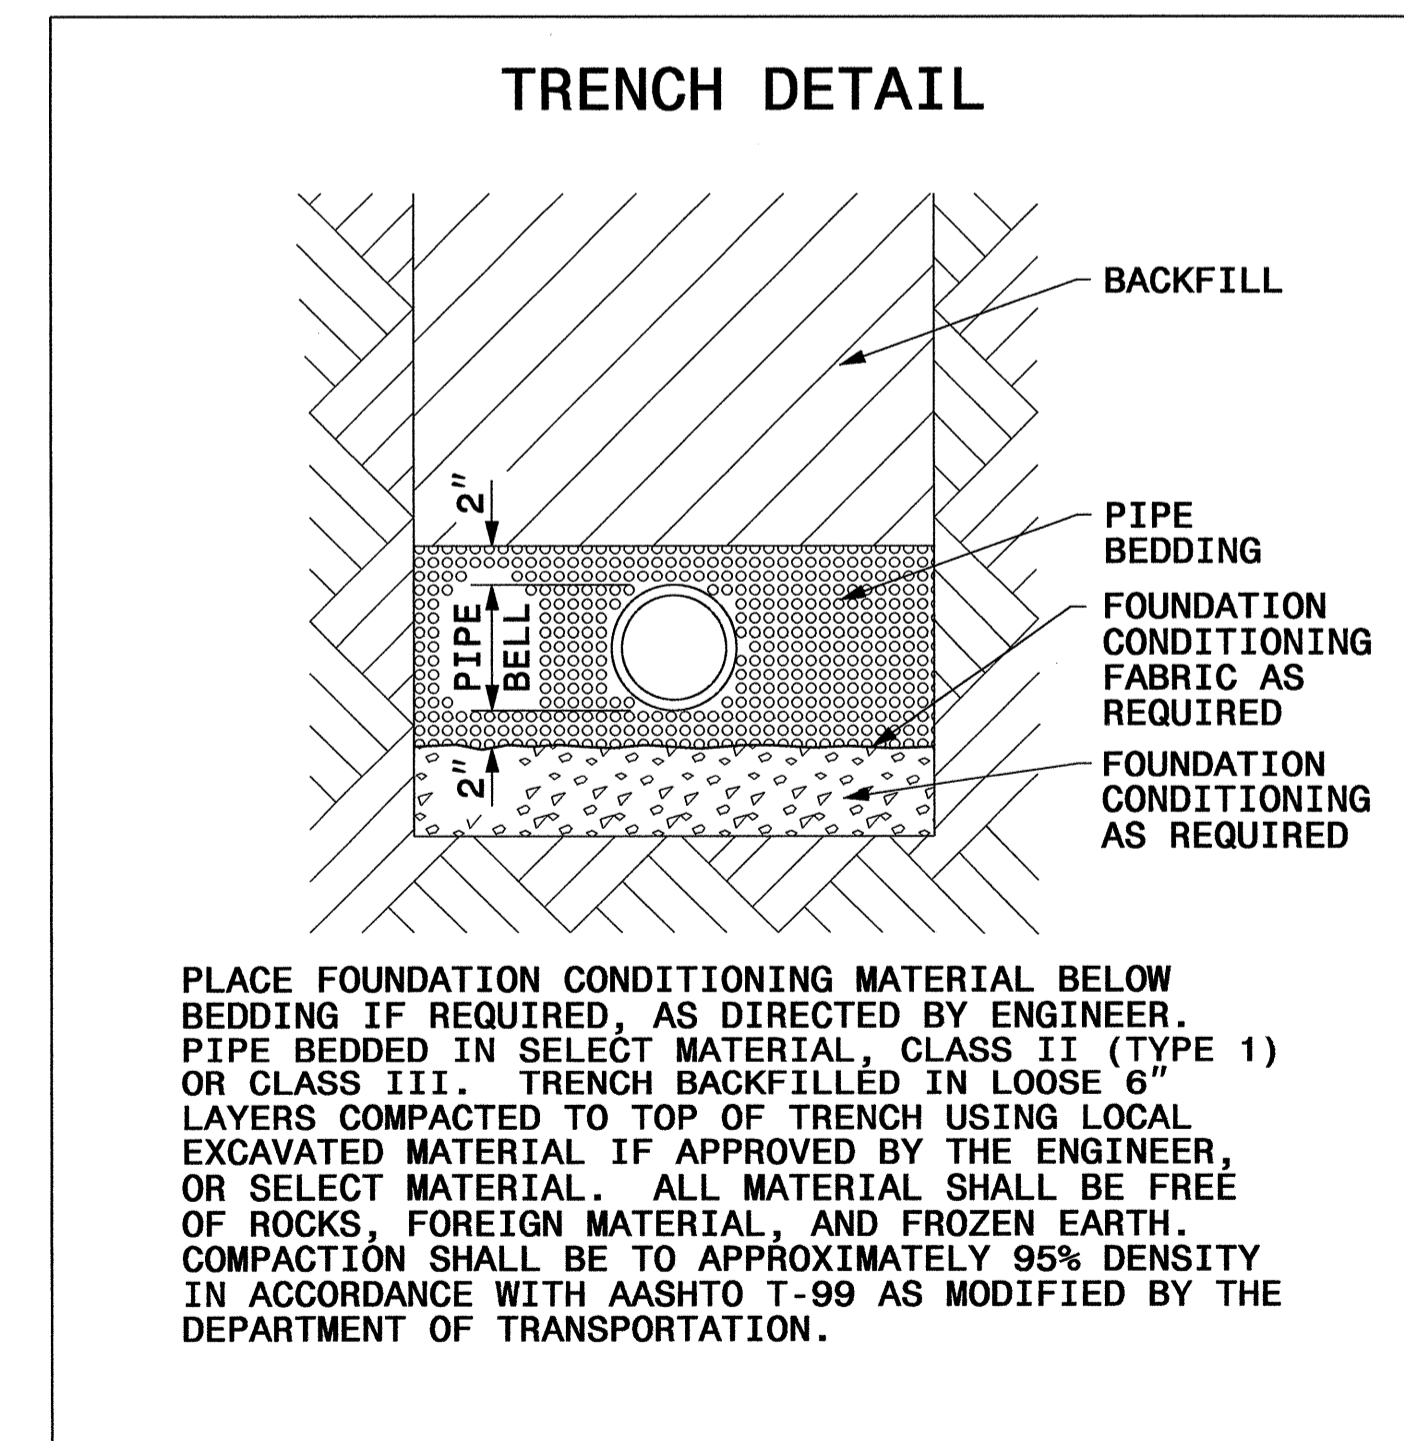 TRENCH DETAIL
BACKFILL
2"
PIPE
BEDDING
PIPE
BELL
FOUNDATION
CONDITIONING
FABRIC AS
REQUIRED
2"
FOUNDATION
CONDITIONING
AS REQUIRED
PLACE FOUNDATION CONDITIONING MATERIAL BELOW
BEDDING IF REQUIRED, AS DIRECTED BY ENGINEER.
PIPE BEDDED IN SELECT MATERIAL, CLASS II (TYPE 1)
OR CLASS III. TRENCH BACKFILLED IN LOOSE 6"
LAYERS COMPACTED TO TOP OF TRENCH USING LOCAL
EXCAVATED MATERIAL IF APPROVED BY THE ENGINEER,
OR SELECT MATERIAL. ALL MATERIAL SHALL BE FREE
OF ROCKS, FOREIGN MATERIAL, AND FROZEN EARTH.
COMPACTION SHALL BE TO APPROXIMATELY 95% DENSITY
IN ACCORDANCE WITH AASHTO T-99 AS MODIFIED BY THE
DEPARTMENT OF TRANSPORTATION.